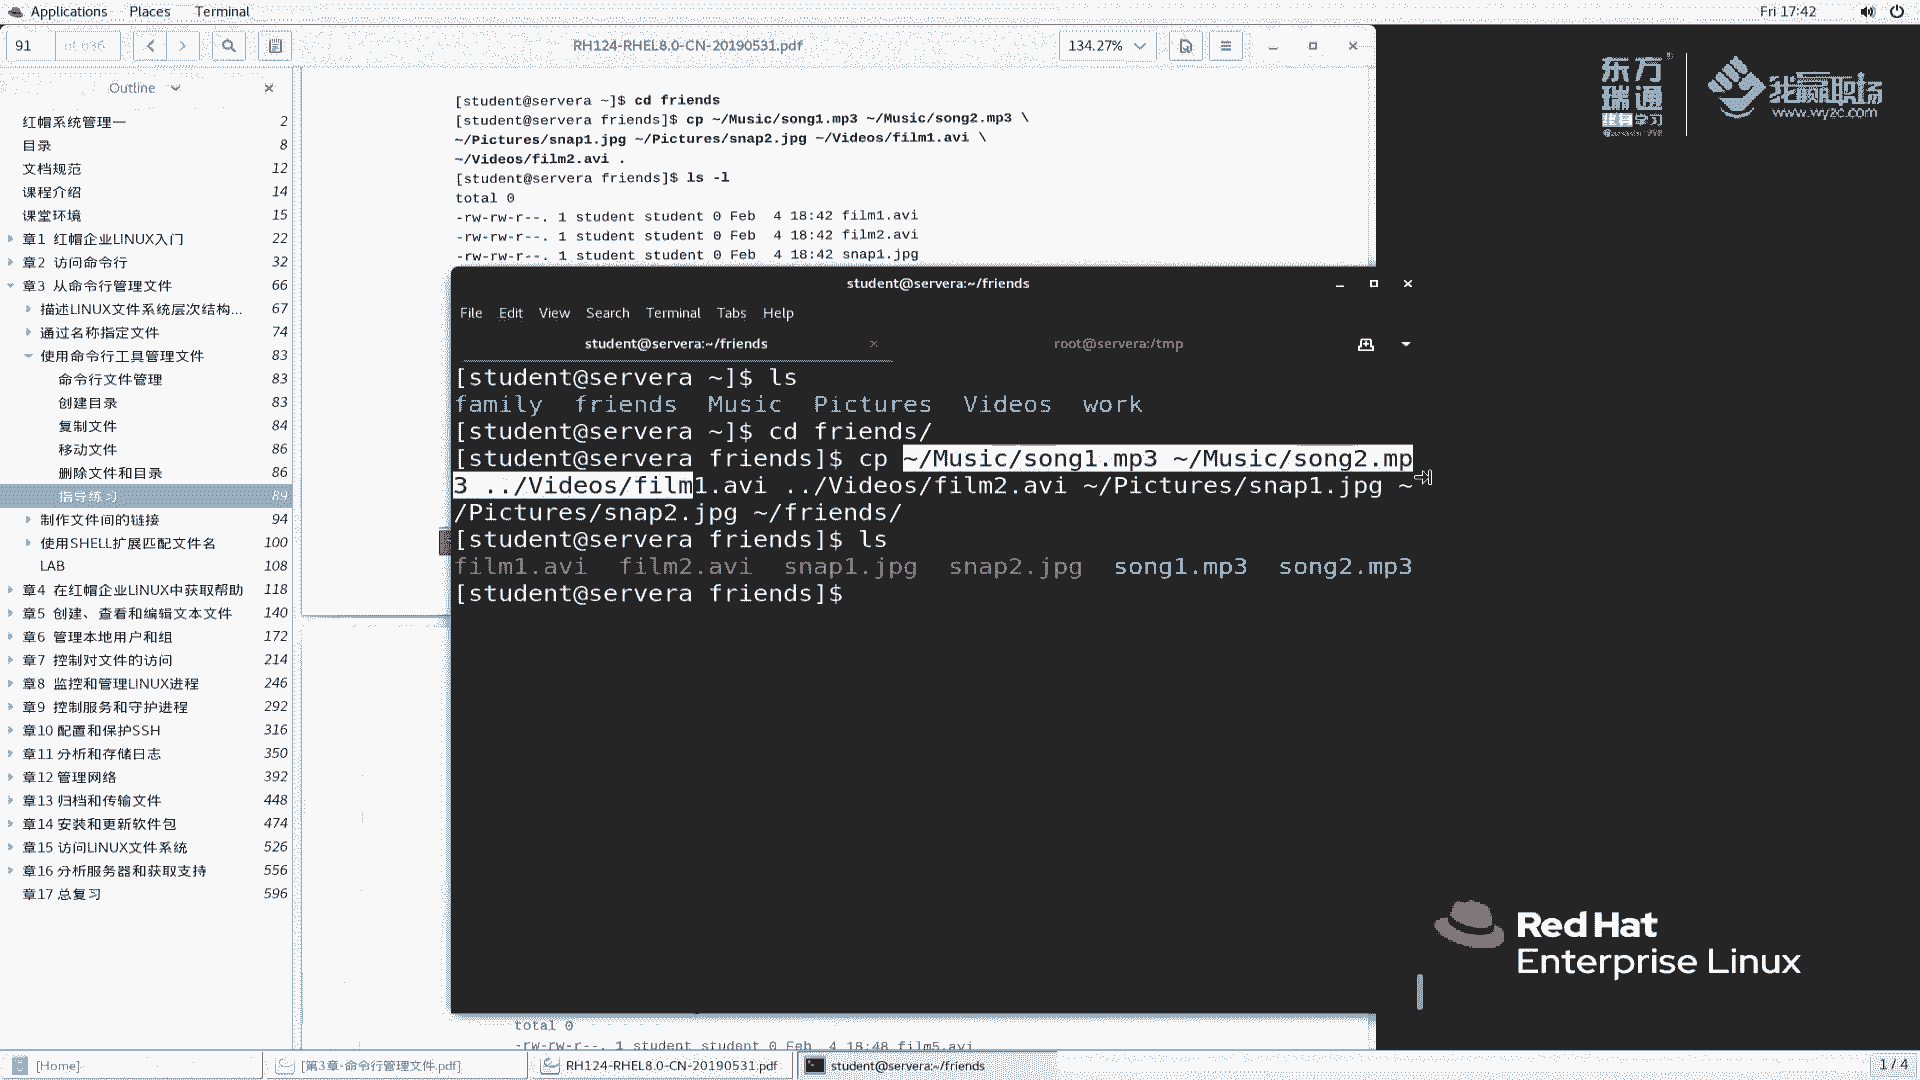 Applications Places Terminal
Fri 17:42
91 of 636
RH124-RHEL8.0-CN-20190531.pdf
134.27%
Outline
红帽系统管理一 2
目录 8
文档规范 12
课程介绍 14
课堂环境 15
章1 红帽企业LINUX入门 22
章2 访问命令行 32
章3 从命令行管理文件 66
描述LINUX文件系统层次结构... 67
通过名称指定文件 74
使用命令行工具管理文件 83
命令行文件管理 83
创建目录 83
复制文件 84
移动文件 86
删除文件和目录 86
指导练习 89
制作文件间的链接 94
使用SHELL扩展匹配文件名 100
LAB 108
章4 在红帽企业LINUX中获取帮助 118
章5 创建、查看和编辑文本文件 140
章6 管理本地用户和组 172
章7 控制对文件的访问 214
章8 监控和管理LINUX进程 246
章9 控制服务和守护进程 292
章10 配置和保护SSH 316
章11 分析和存储日志 350
章12 管理网络 392
章13 归档和传输文件 448
章14 安装和更新软件包 474
章15 访问LINUX文件系统 526
章16 分析服务器和获取支持 556
章17 总复习 596
[student@servera ~]$ cd friends
[student@servera friends]$ cp ~/Music/song1.mp3 ~/Music/song2.mp3 \
~/Pictures/snap1.jpg ~/Pictures/snap2.jpg ~/Videos/film1.avi \
~/Videos/film2.avi .
[student@servera friends]$ ls -l
total 0
-rw-rw-r--. 1 student student 0 Feb  4 18:42 film1.avi
-rw-rw-r--. 1 student student 0 Feb  4 18:42 film2.avi
-rw-rw-r--. 1 student student 0 Feb  4 18:42 snap1.jpg
student@servera:~/friends
File Edit View Search Terminal Tabs Help
student@servera:~/friends
root@servera:/tmp
[student@servera ~]$ ls
family  friends  Music  Pictures  Videos  work
[student@servera ~]$ cd friends/
[student@servera friends]$ cp ~/Music/song1.mp3 ~/Music/song2.mp
3 ../Videos/film1.avi ../Videos/film2.avi ~/Pictures/snap1.jpg ~
/Pictures/snap2.jpg ~/friends/
[student@servera friends]$ ls
film1.avi  film2.avi  snap1.jpg  snap2.jpg  song1.mp3  song2.mp3
[student@servera friends]$
total 0
-rw-rw-r--. 1 student student 0 Feb  4 18:48 film5.avi
东方
瑞通
教育学习
我赢职场
www.wyzc.com
Red Hat
Enterprise Linux
[Home]
[第3章-命令行管理文件.pdf]
RH124-RHEL8.0-CN-20190531.pdf
student@servera:~/friends
1 / 4